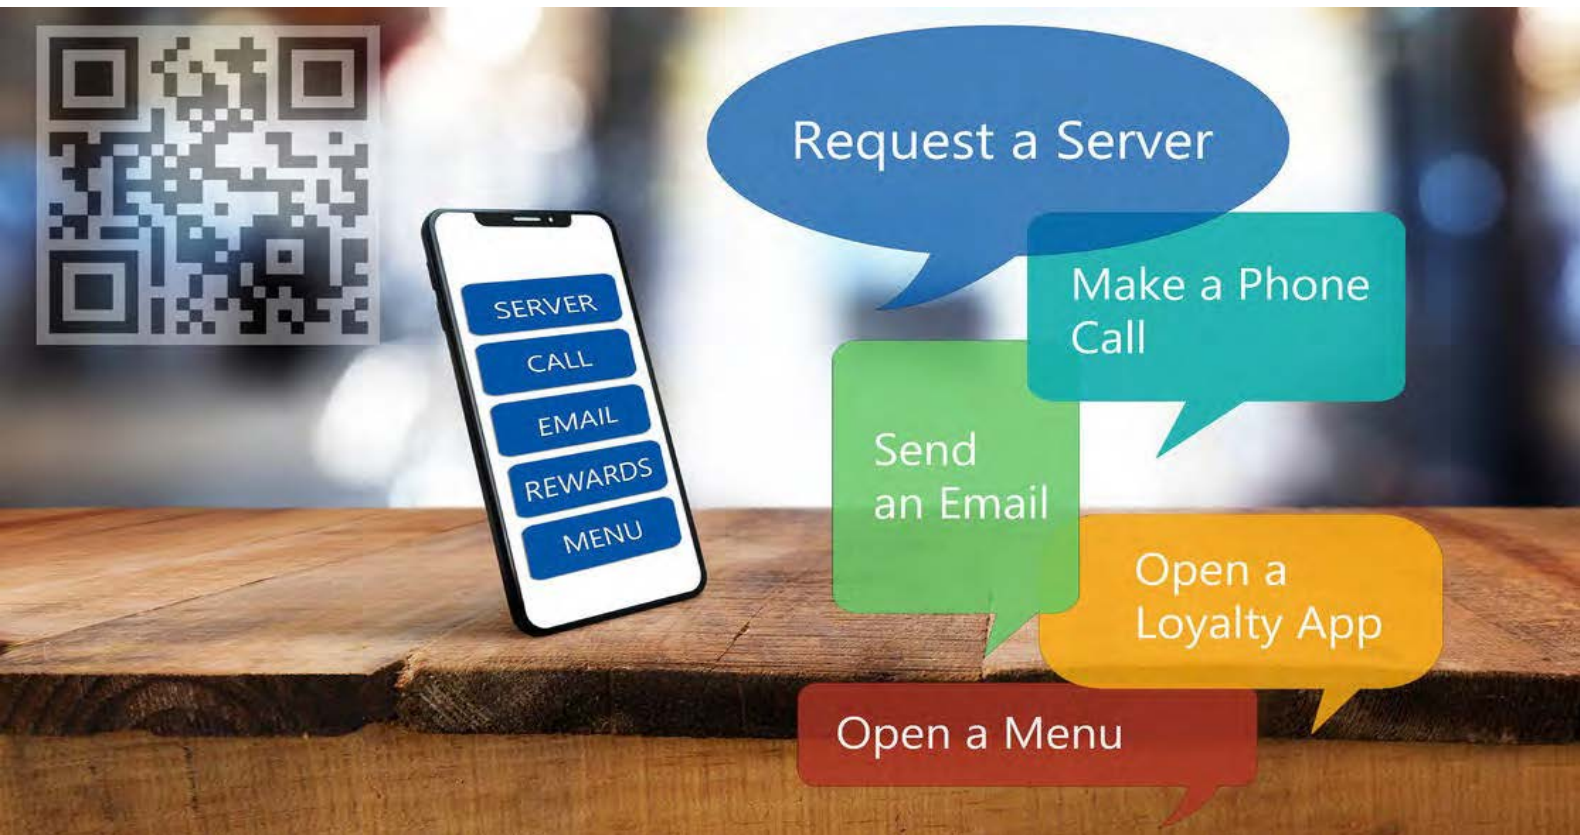 SERVER
CALL
EMAIL
REWARDS
MENU
Request a Server
Make a Phone
Call
Send
an Email
Open a
Loyalty App
Open a Menu